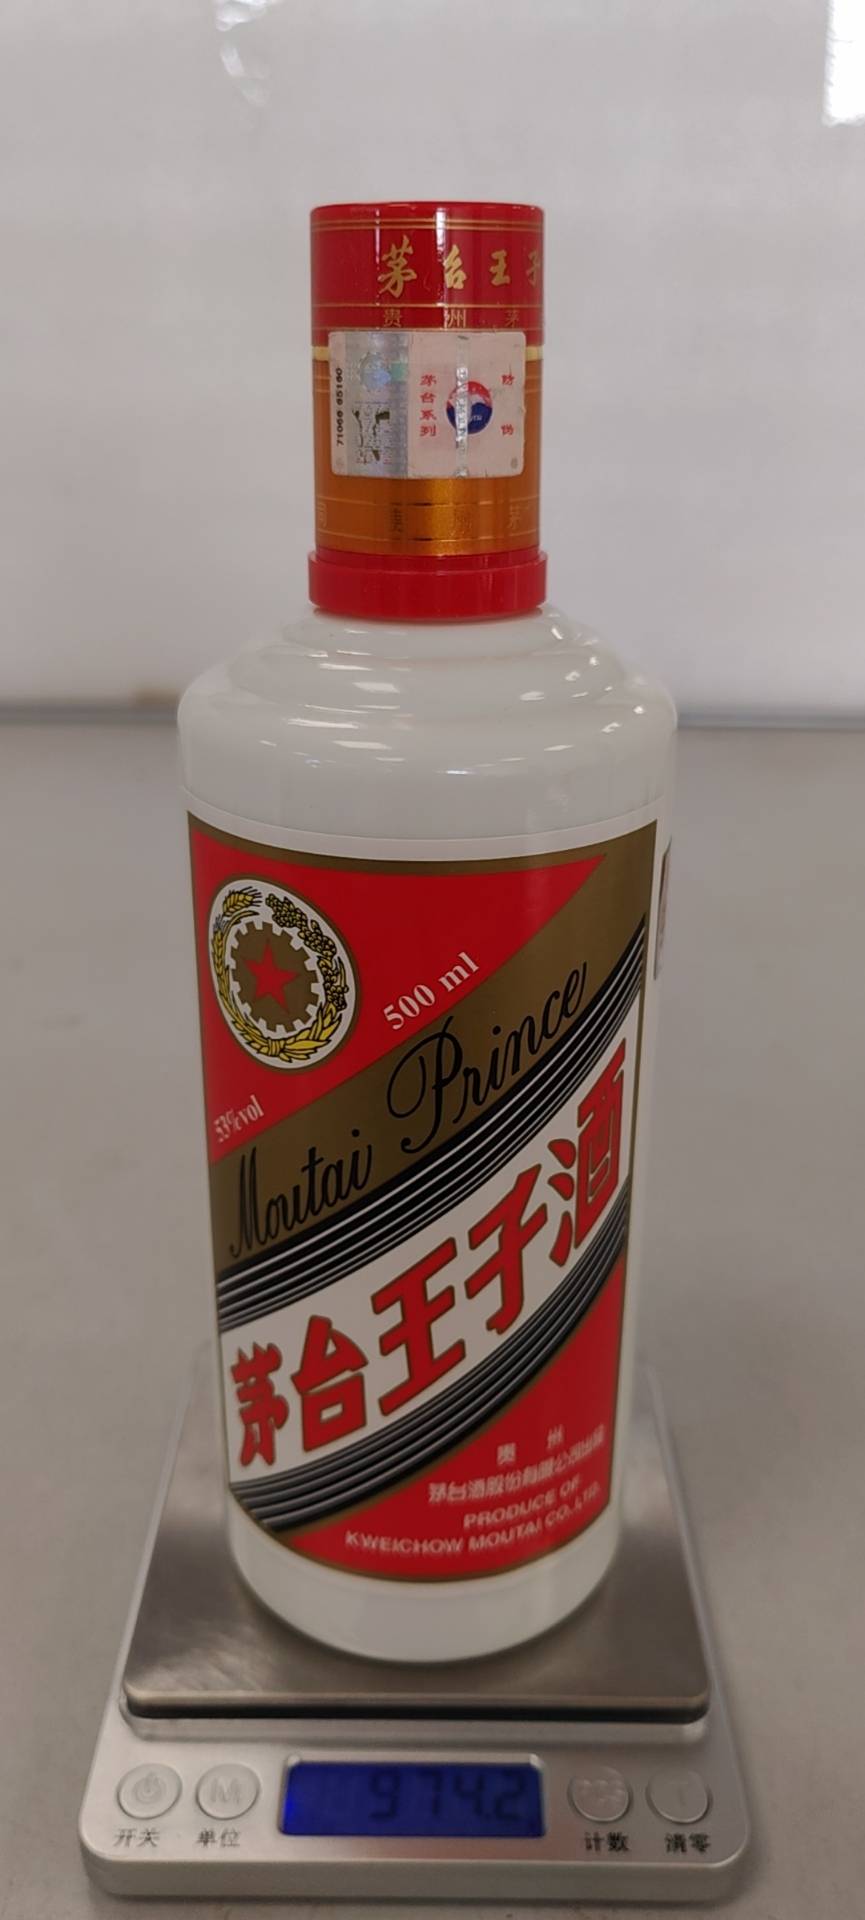 茅台王子
贵州茅
71066 65160
茅台系列
防伪
500 ml
53%vol
Moutai Prince
茅台王子酒
贵州
茅台酒股份有限公司出品
PRODUCE OF
KWEICHOW MOUTAI CO.,LTD.
974.2
M
开关
单位
计数
清零